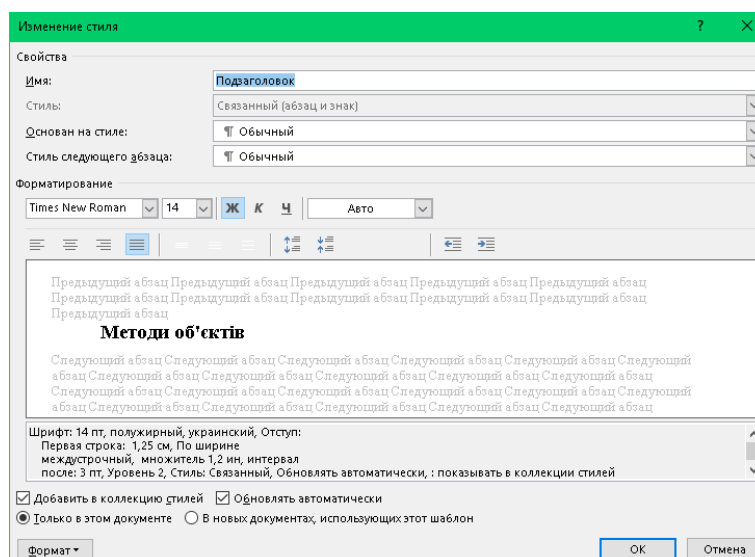 Изменение стиля ? ×
Свойства
Имя: Подзаголовок
Стиль: Связанный (абзац и знак)
Основан на стиле: ¶ Обычный
Стиль следующего абзаца: ¶ Обычный
Форматирование
Times New Roman 14 Ж К Ч Авто
Предыдущий абзац Предыдущий абзац Предыдущий абзац Предыдущий абзац Предыдущий абзац
Предыдущий абзац Предыдущий абзац Предыдущий абзац Предыдущий абзац Предыдущий абзац
Предыдущий абзац
Методи об'єктів
Следующий абзац Следующий абзац Следующий абзац Следующий абзац Следующий абзац Следующий
абзац Следующий абзац Следующий абзац Следующий абзац Следующий абзац Следующий абзац
Следующий абзац Следующий абзац Следующий абзац Следующий абзац Следующий абзац Следующий
абзац Следующий абзац Следующий абзац Следующий абзац Следующий абзац Следующий абзац
Шрифт: 14 пт, полужирный, украинский, Отступ:
Первая строка: 1,25 см, По ширине
междустрочный, множитель 1,2 ин, интервал
после: 3 пт, Уровень 2, Стиль: Связанный, Обновлять автоматически, : показывать в коллекции стилей
Добавить в коллекцию стилей Обновлять автоматически
Только в этом документе В новых документах, использующих этот шаблон
Формат ОК Отмена